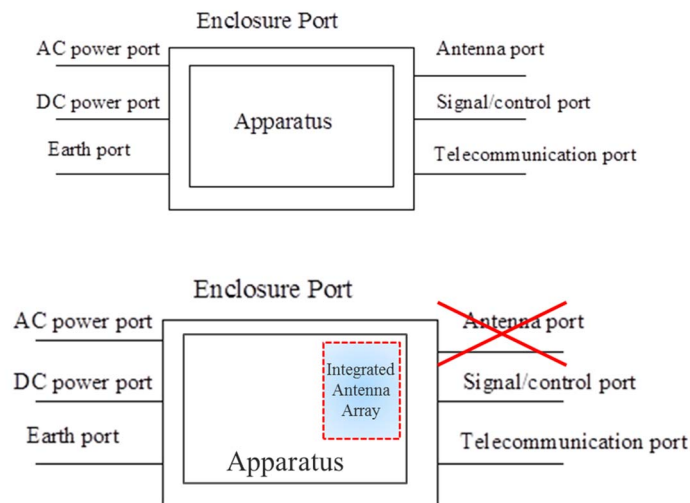 Enclosure Port
AC power port
Antenna port
DC power port
Signal/control port
Apparatus
Earth port
Telecommunication port
Enclosure Port
AC power port
Antenna port
Integrated
Antenna
Array
DC power port
Signal/control port
Earth port
Telecommunication port
Apparatus